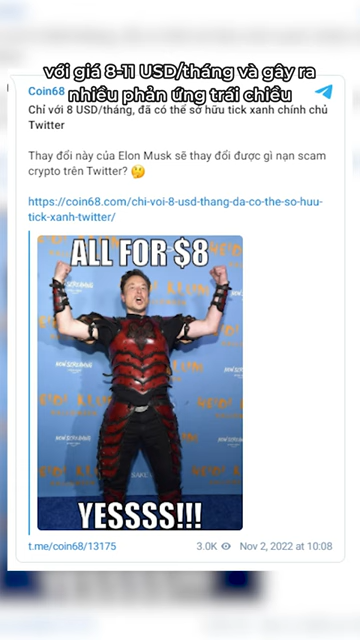 với giá 8-11 USD/tháng và gây ra
nhiều phản ứng trái chiều
Coin68
Chỉ với 8 USD/tháng, đã có thể sở hữu tick xanh chính chủ
Twitter
Thay đổi này của Elon Musk sẽ thay đổi được gì nạn scam
crypto trên Twitter? 🤔
https://coin68.com/chi-voi-8-usd-thang-da-co-the-so-huu-
tick-xanh-twitter/
ALL FOR $8
YESSSS!!!
t.me/coin68/13175
3.0K
Nov 2, 2022 at 10:08